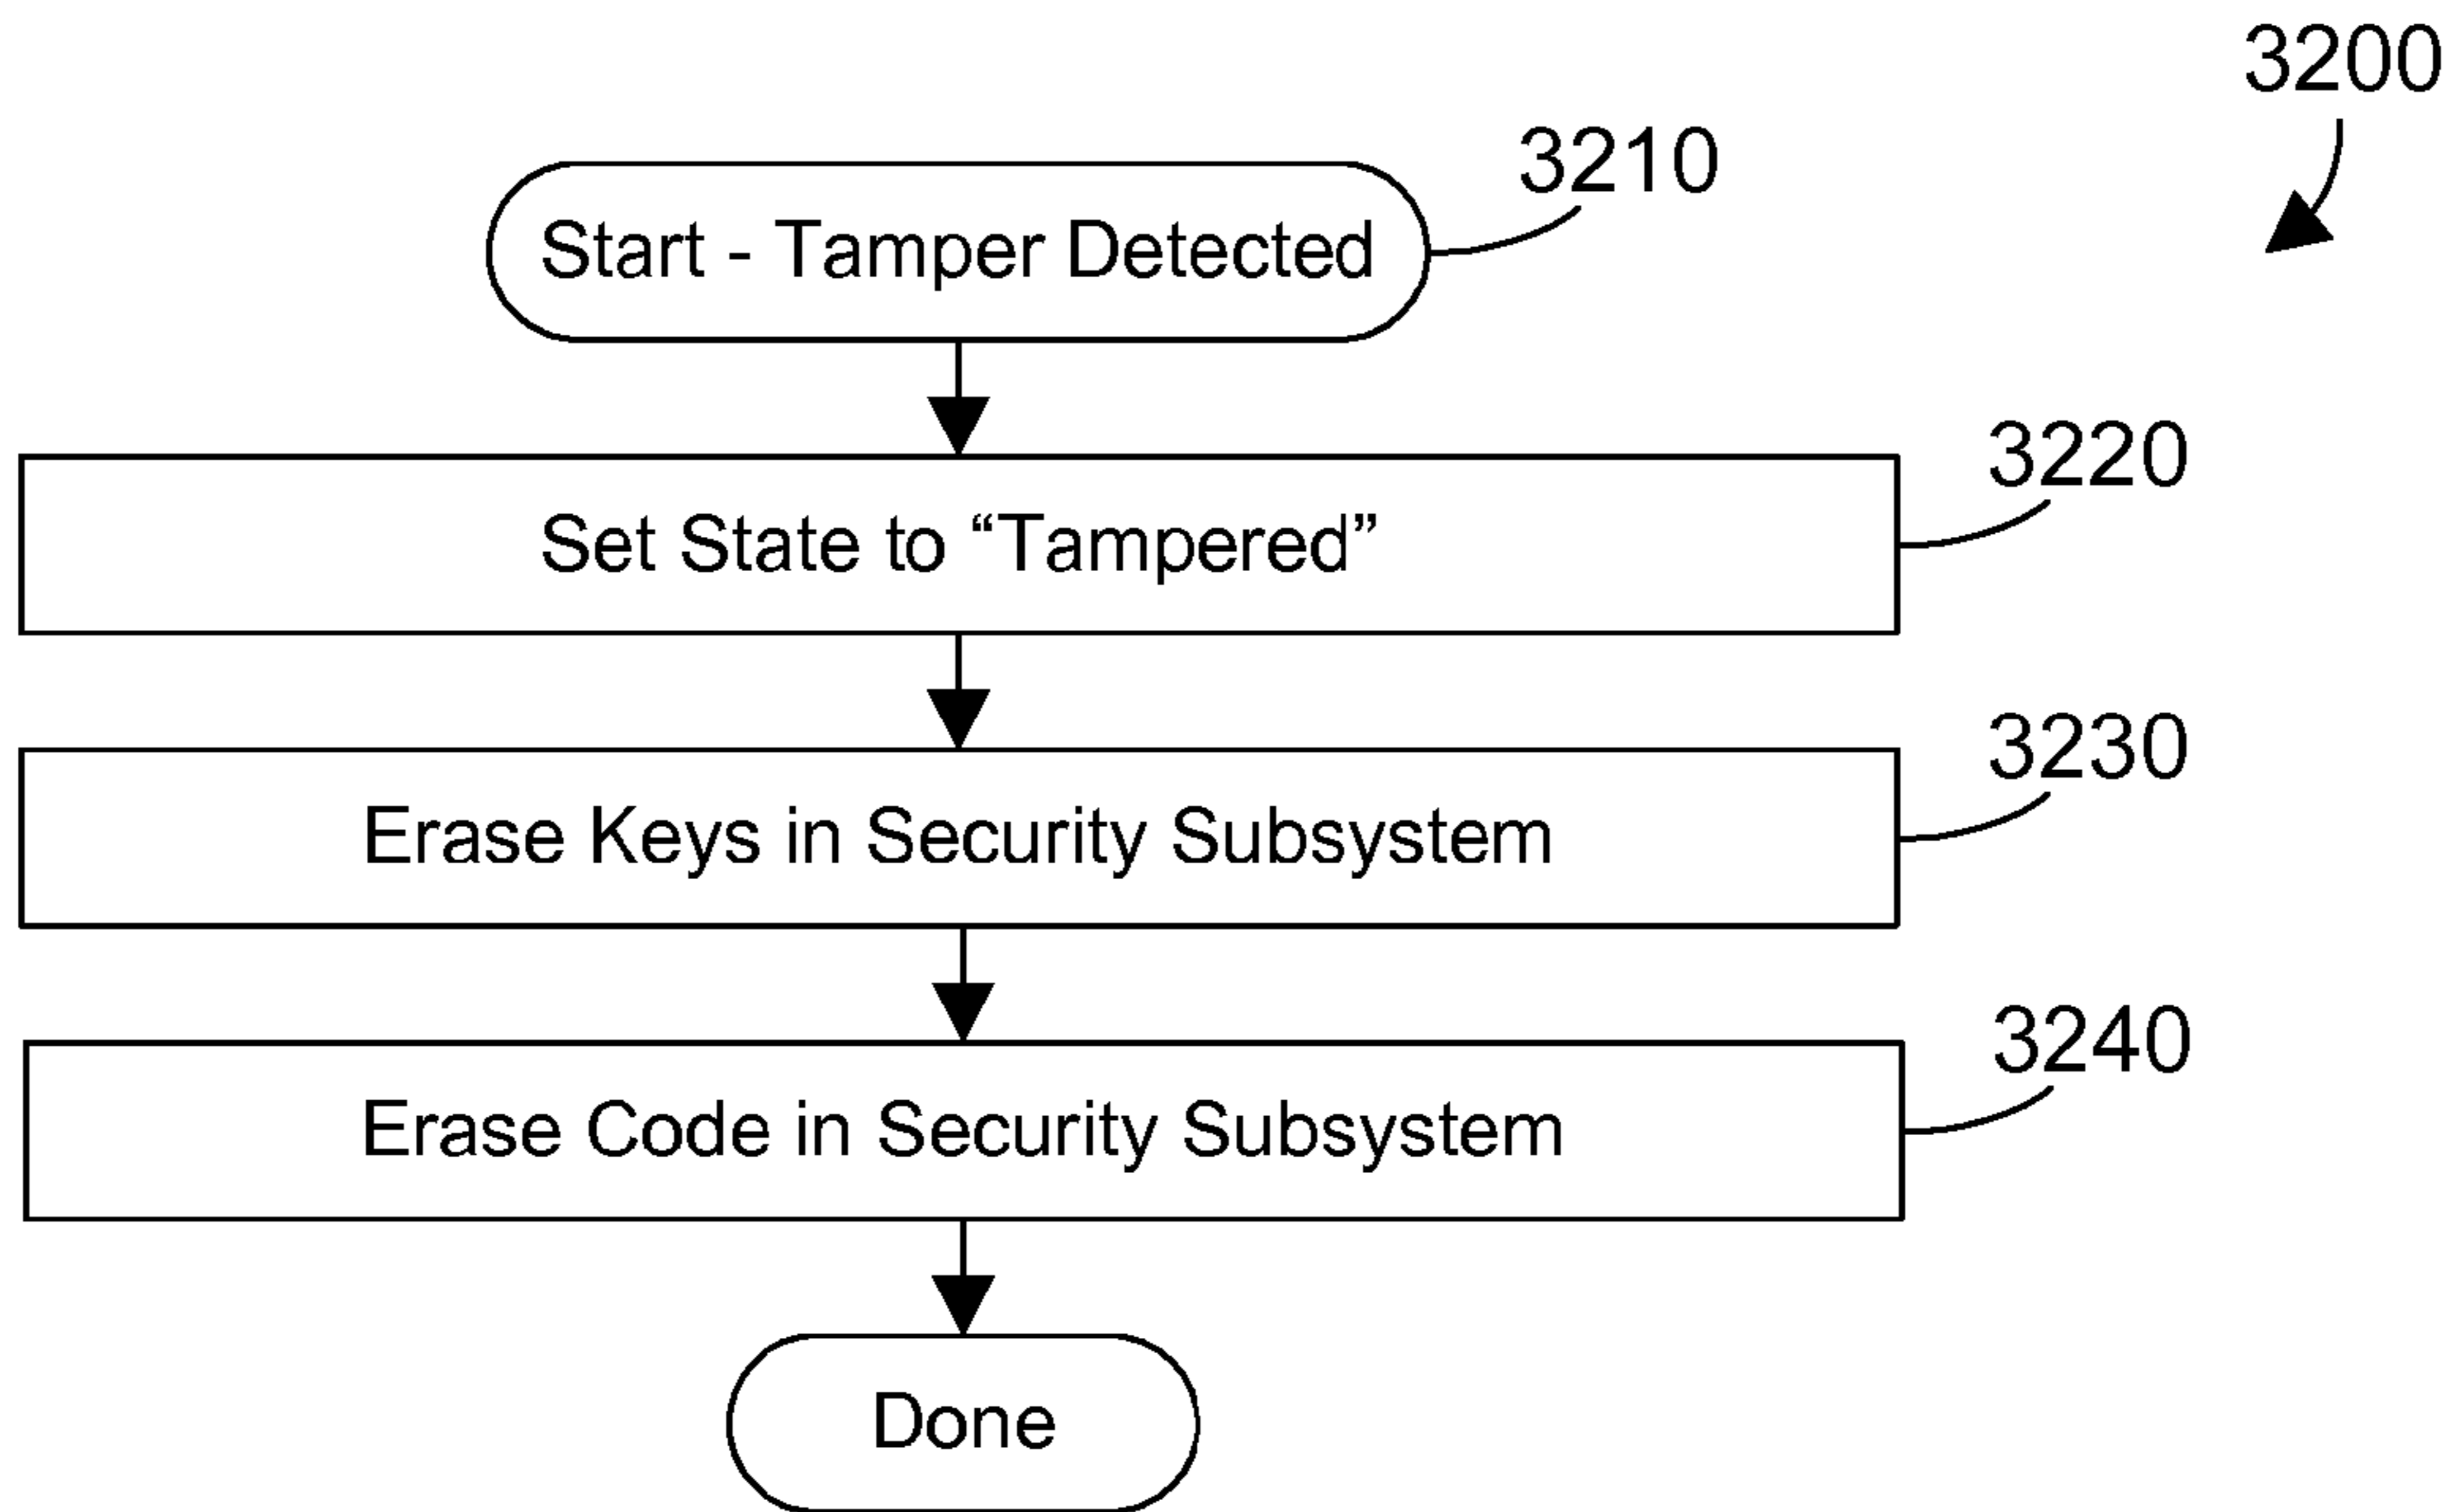 3200
3210
Start - Tamper Detected
3220
Set State to “Tampered”
3230
Erase Keys in Security Subsystem
3240
Erase Code in Security Subsystem
Done